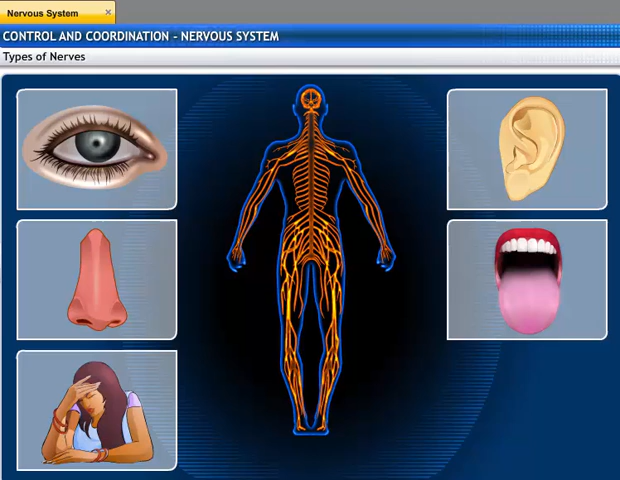 Nervous System
CONTROL AND COORDINATION - NERVOUS SYSTEM
Types of Nerves